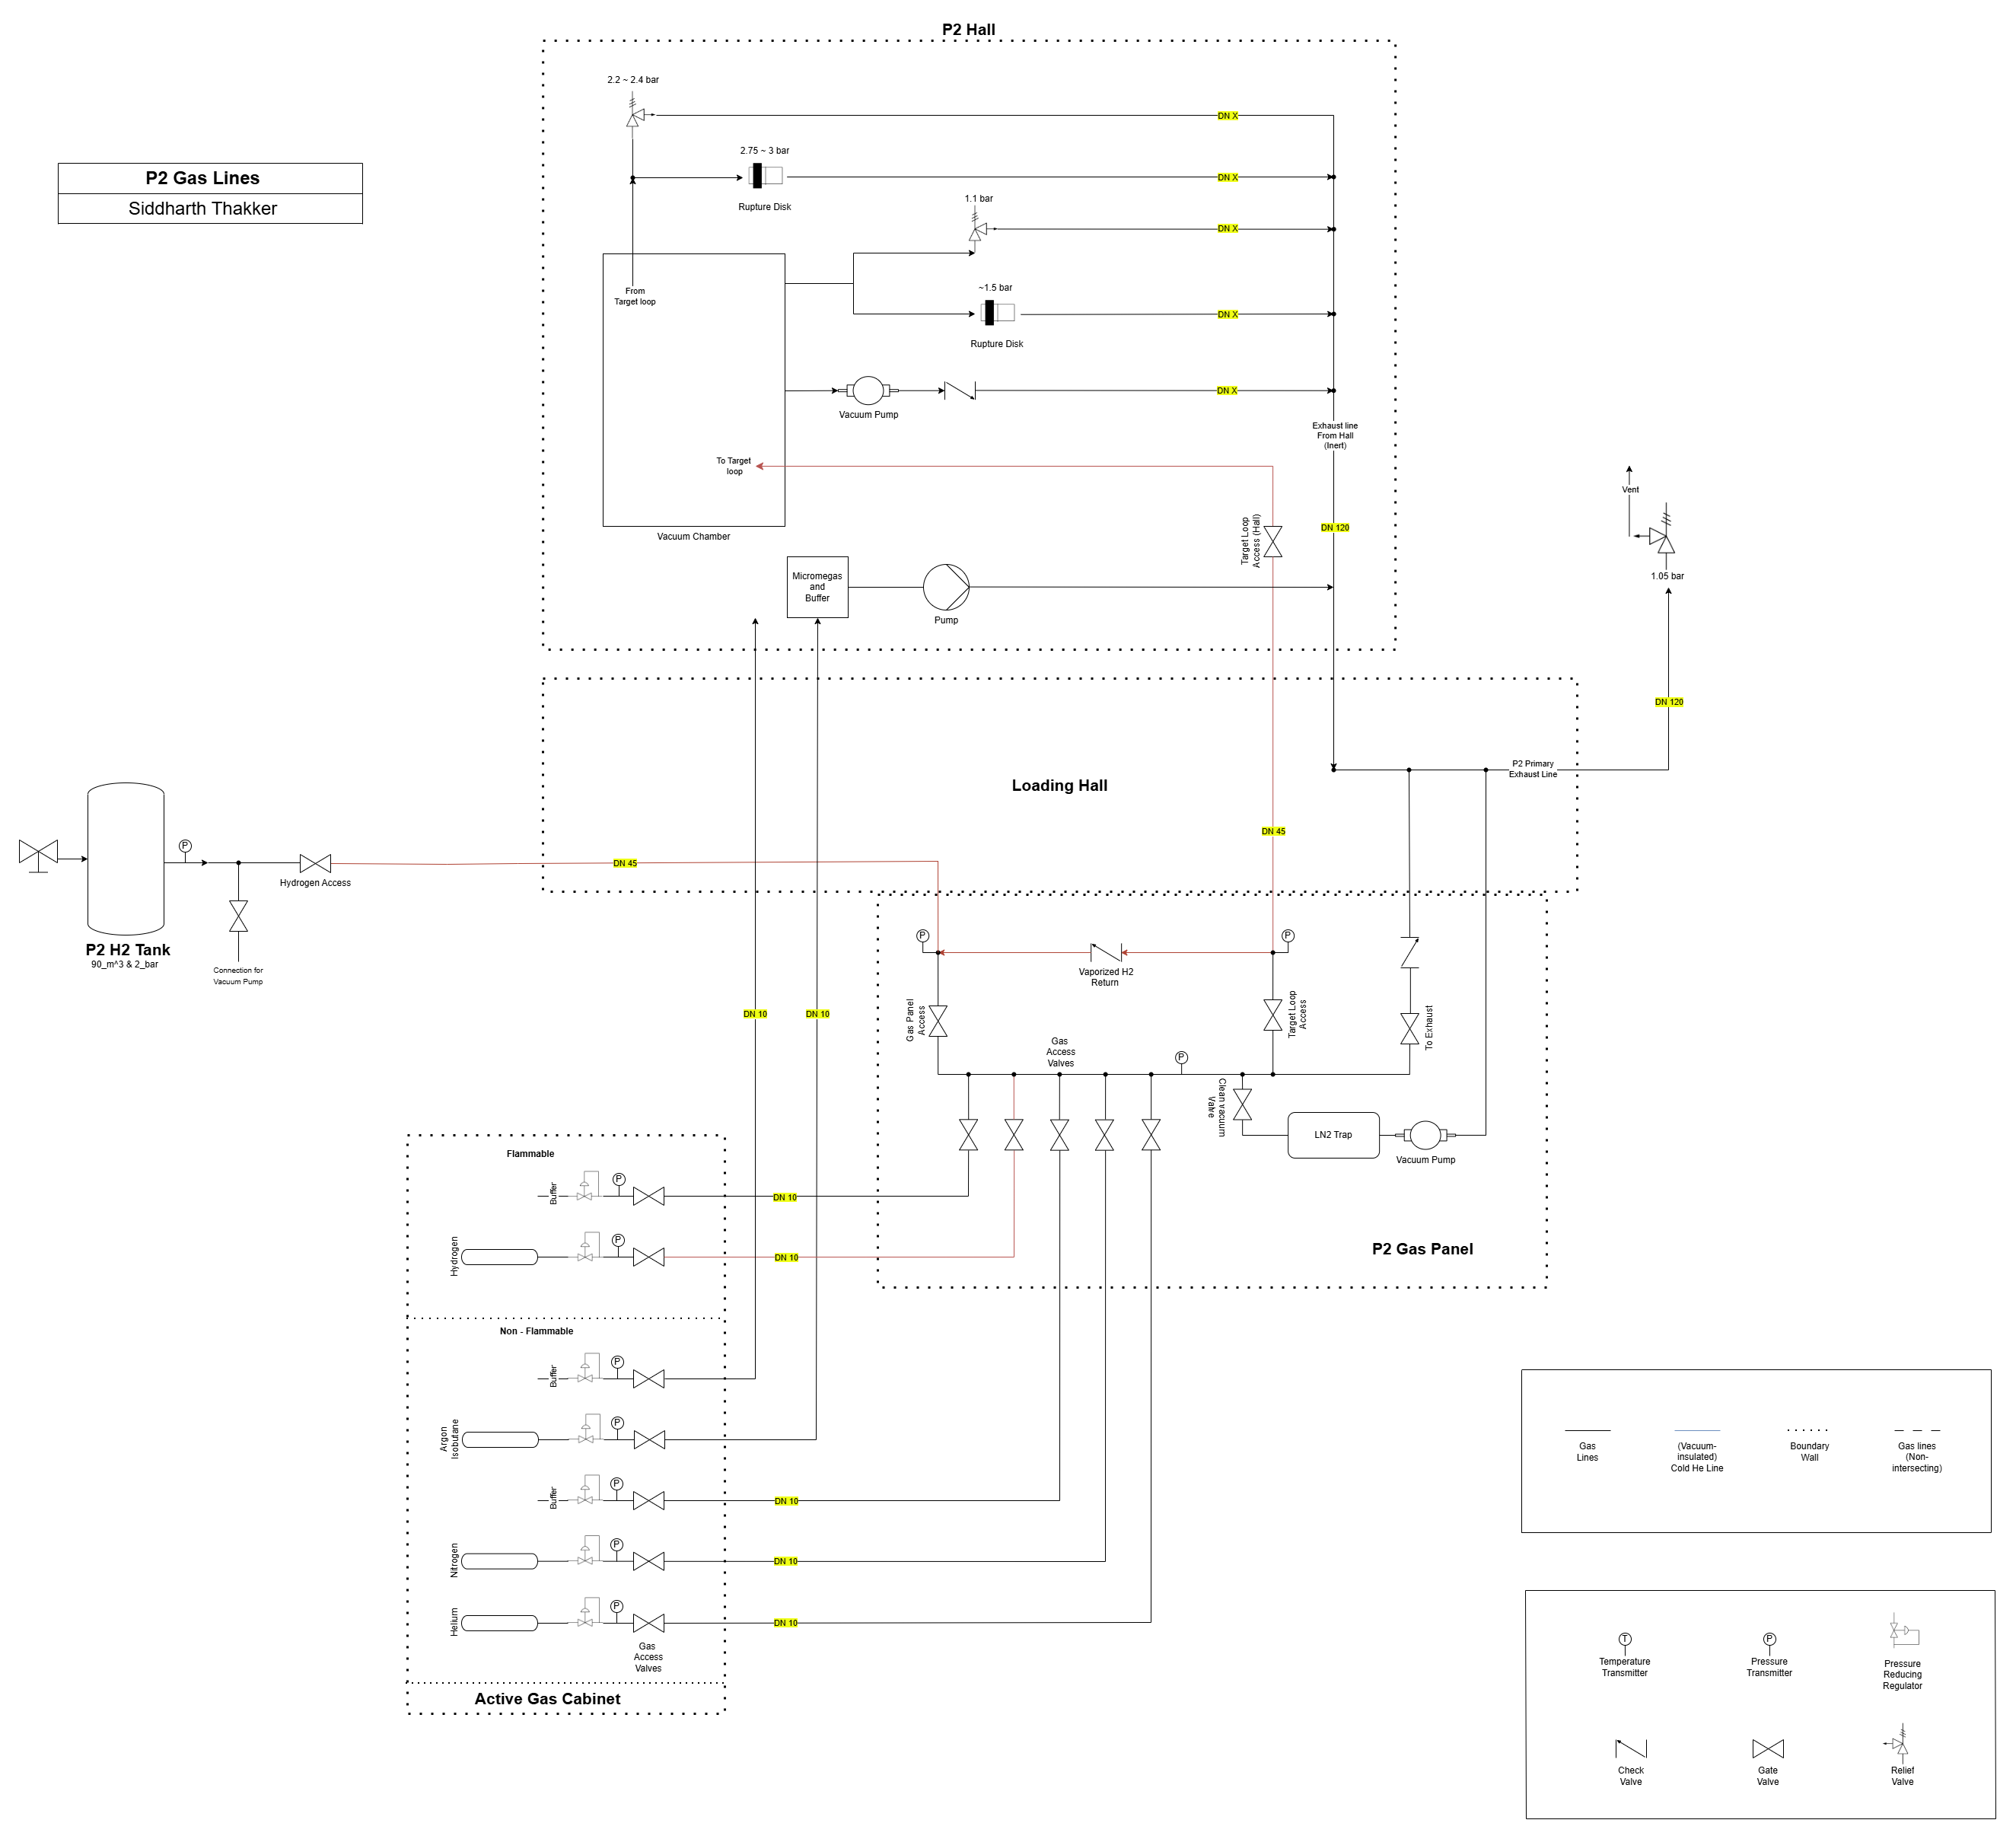 P2 Hall
2.2 ~ 2.4 bar
DN X
P2 Gas Lines
Siddharth Thakker
2.75 ~ 3 bar
DN X
Rupture Disk
1.1 bar
DN X
From
Target loop
~1.5 bar
DN X
Rupture Disk
DN X
Vacuum Pump
Exhaust line
From Hall
(Inert)
To Target
loop
Vent
Target Loop
Access (Hall)
DN 120
Vacuum Chamber
1.05 bar
Micromegas
and
Buffer
Pump
DN 120
P2 Primary
Exhaust Line
Loading Hall
DN 45
P
DN 45
Hydrogen Access
P2 H2 Tank
90_m^3 & 2_bar
Connection for
Vacuum Pump
P
P
Vaporized H2
Return
DN 10
DN 10
Gas Panel
Access
Target Loop
Access
To Exhaust
Gas
Access
Valves
P
Clean vacuum
Valve
LN2 Trap
Vacuum Pump
Flammable
Buffer
P
DN 10
Hydrogen
P
DN 10
P2 Gas Panel
Non - Flammable
Buffer
P
Argon
Isobutane
P
Buffer
P
DN 10
Nitrogen
P
DN 10
Helium
P
DN 10
Gas
Access
Valves
Active Gas Cabinet
Gas
Lines
(Vacuum-
insulated)
Cold He Line
Boundary
Wall
Gas lines
(Non-
intersecting)
T
Temperature
Transmitter
P
Pressure
Transmitter
Pressure
Reducing
Regulator
Check
Valve
Gate
Valve
Relief
Valve